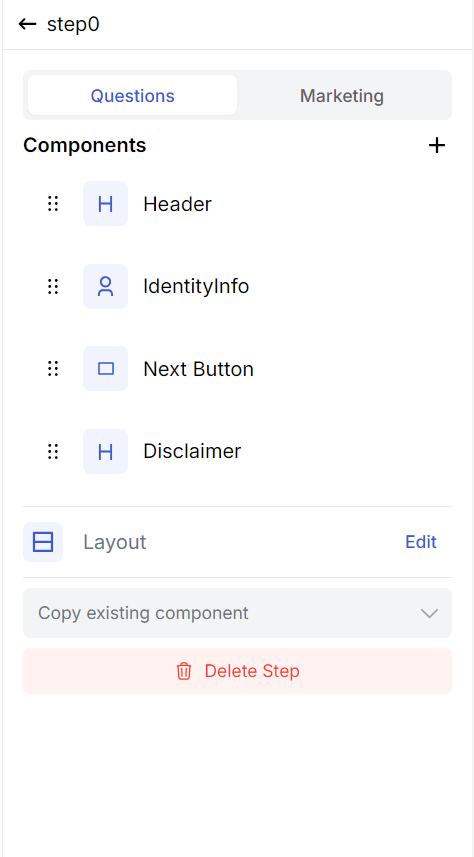 step0
Questions Marketing
Components
Header
IdentityInfo
Next Button
Disclaimer
Layout Edit
Copy existing component
Delete Step